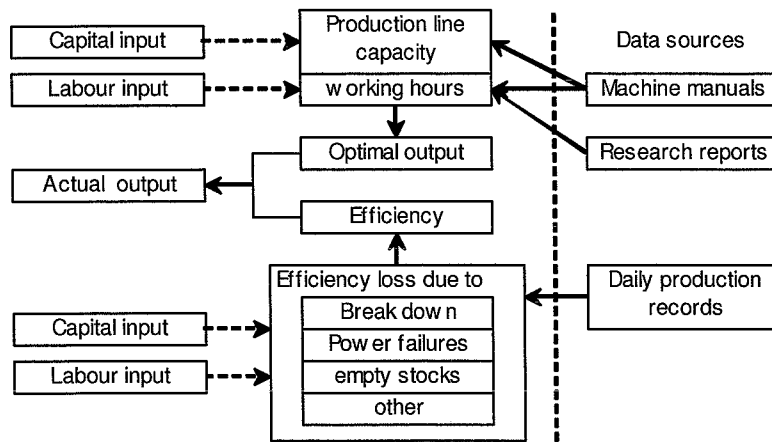 Capital input
Production line
capacity
Data sources
Labour input
working hours
Machine manuals
Optimal output
Research reports
Actual output
Efficiency
Efficiency loss due to
Daily production
records
Break down
Capital input
Power failures
Labour input
empty stocks
other